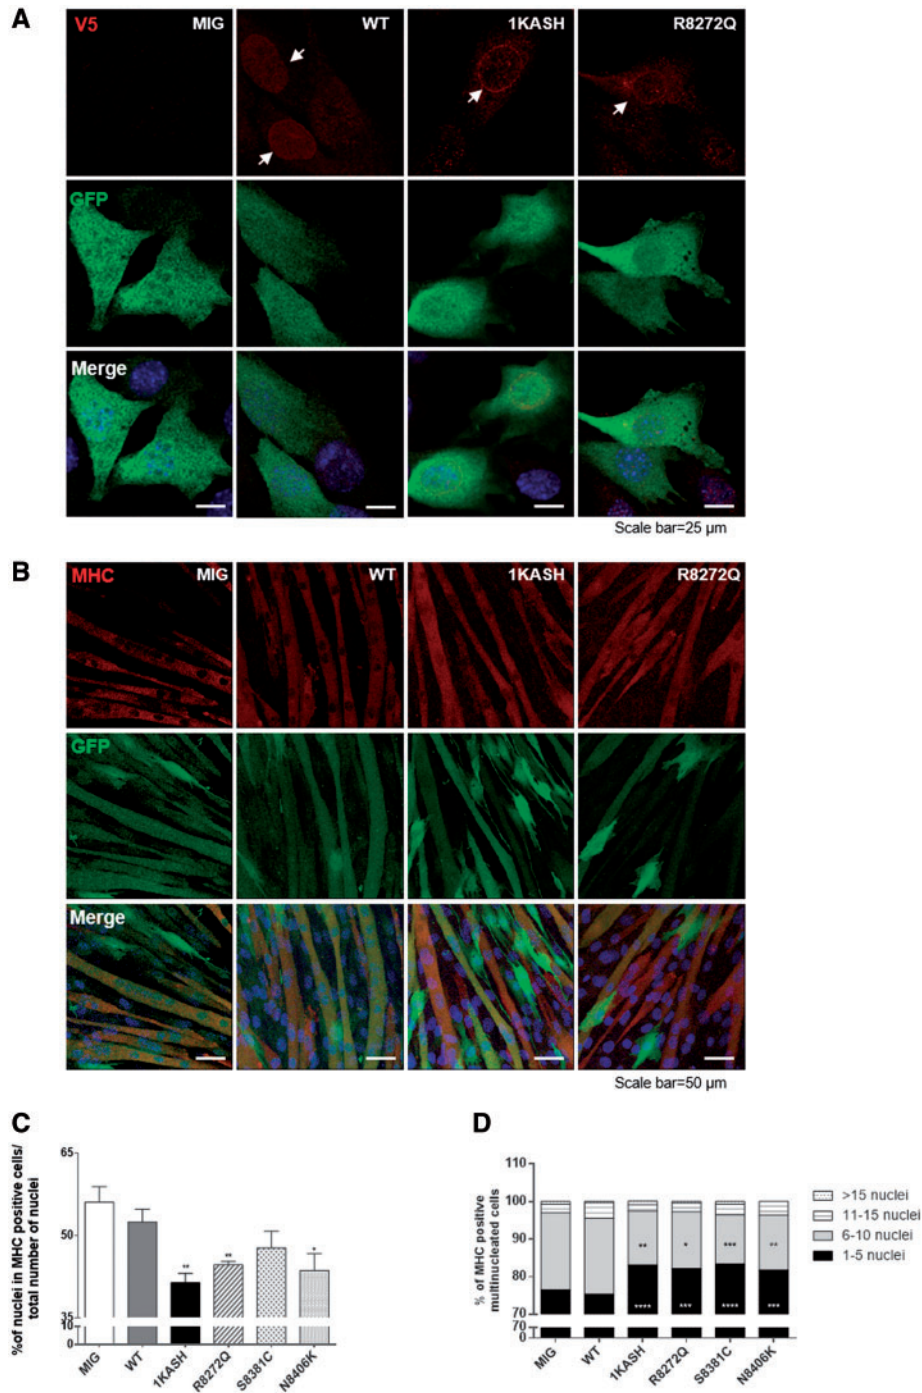 A
V5 MIG WT 1KASH R8272Q
GFP
Merge
Scale bar=25 µm
B
MHC MIG WT 1KASH R8272Q
GFP
Merge
Scale bar=50 µm
C
%of nuclei in MHC positive cells/
total number of nuclei
65
50
35
10
0
** ** *
MIG WT 1KASH R8272Q S8381C N8406K
D
% of MHC positive
multinucleated cells
110
100
90
80
70
70
0
** * *** **
**** *** **** ***
MIG WT 1KASH R8272Q S8381C N8406K
>15 nuclei
11-15 nuclei
6-10 nuclei
1-5 nuclei